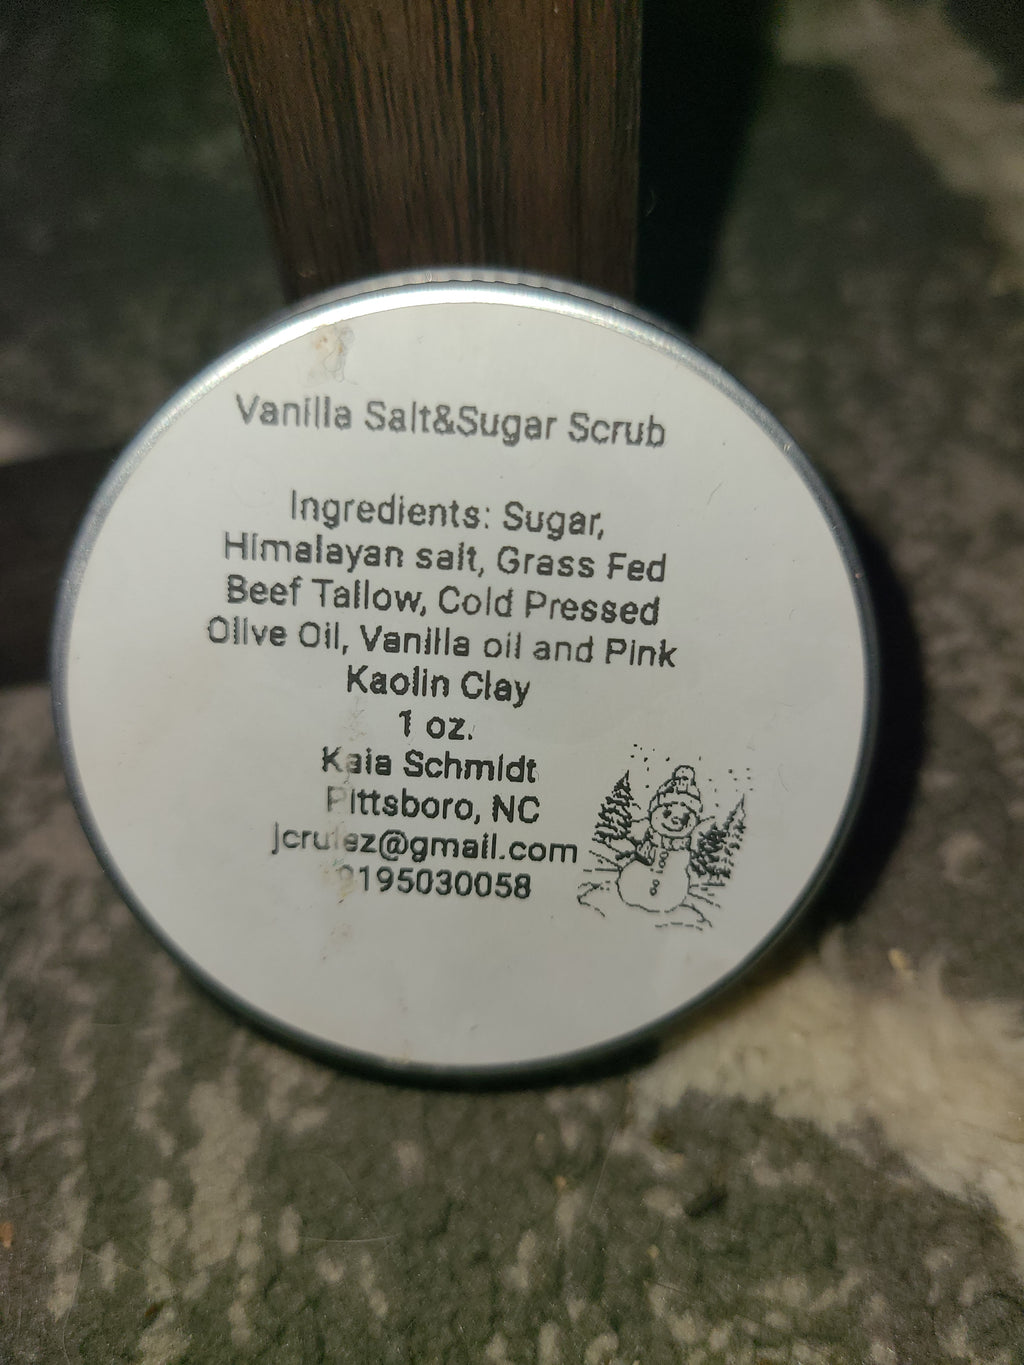 Vanilla Salt&Sugar Scrub
Ingredients: Sugar,
Himalayan salt, Grass Fed
Beef Tallow, Cold Pressed
Olive Oil, Vanilla oil and Pink
Kaolin Clay
1 oz.
Kaia Schmidt
Pittsboro, NC
jcrulez@gmail.com
9195030058